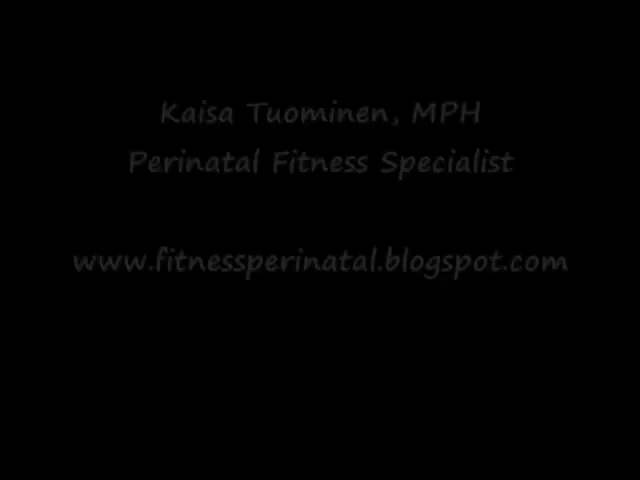 Kaisa Tuominen, MPH
Perinatal Fitness Specialist
www.fitnessperinatal.blogspot.com